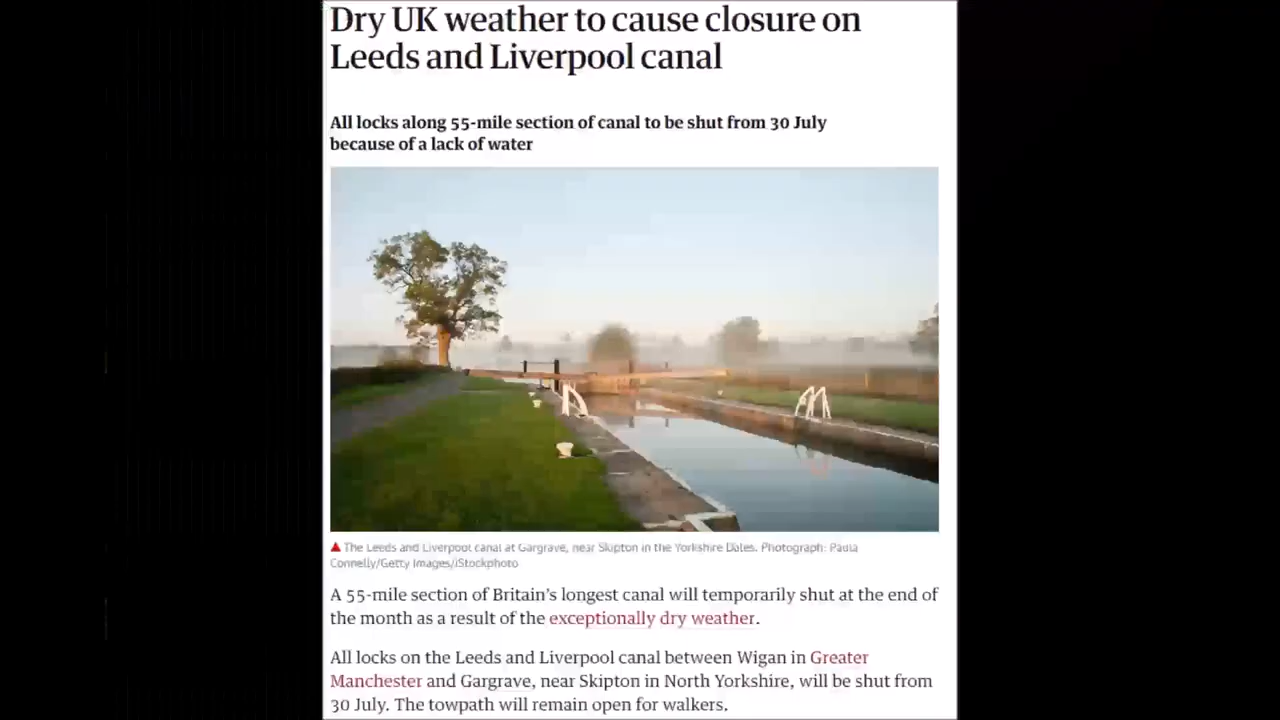 Dry UK weather to cause closure on
Leeds and Liverpool canal
All locks along 55-mile section of canal to be shut from 30 July
because of a lack of water
The Leeds and Liverpool canal at Gargrave, near Skipton in the Yorkshire Dales. Photograph: Paula
Connelly/Getty Images/iStockphoto
A 55-mile section of Britain's longest canal will temporarily shut at the end of
the month as a result of the exceptionally dry weather.
All locks on the Leeds and Liverpool canal between Wigan in Greater
Manchester and Gargrave, near Skipton in North Yorkshire, will be shut from
30 July. The towpath will remain open for walkers.